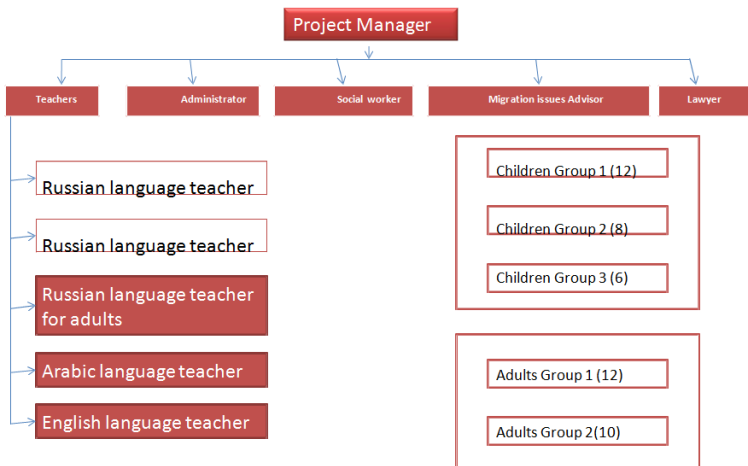 Project Manager
Teachers
Administrator
Social worker
Migration issues Advisor
Lawyer
Russian language teacher
Russian language teacher
Russian language teacher
for adults
Arabic language teacher
English language teacher
Children Group 1 (12)
Children Group 2 (8)
Children Group 3 (6)
Adults Group 1 (12)
Adults Group 2(10)